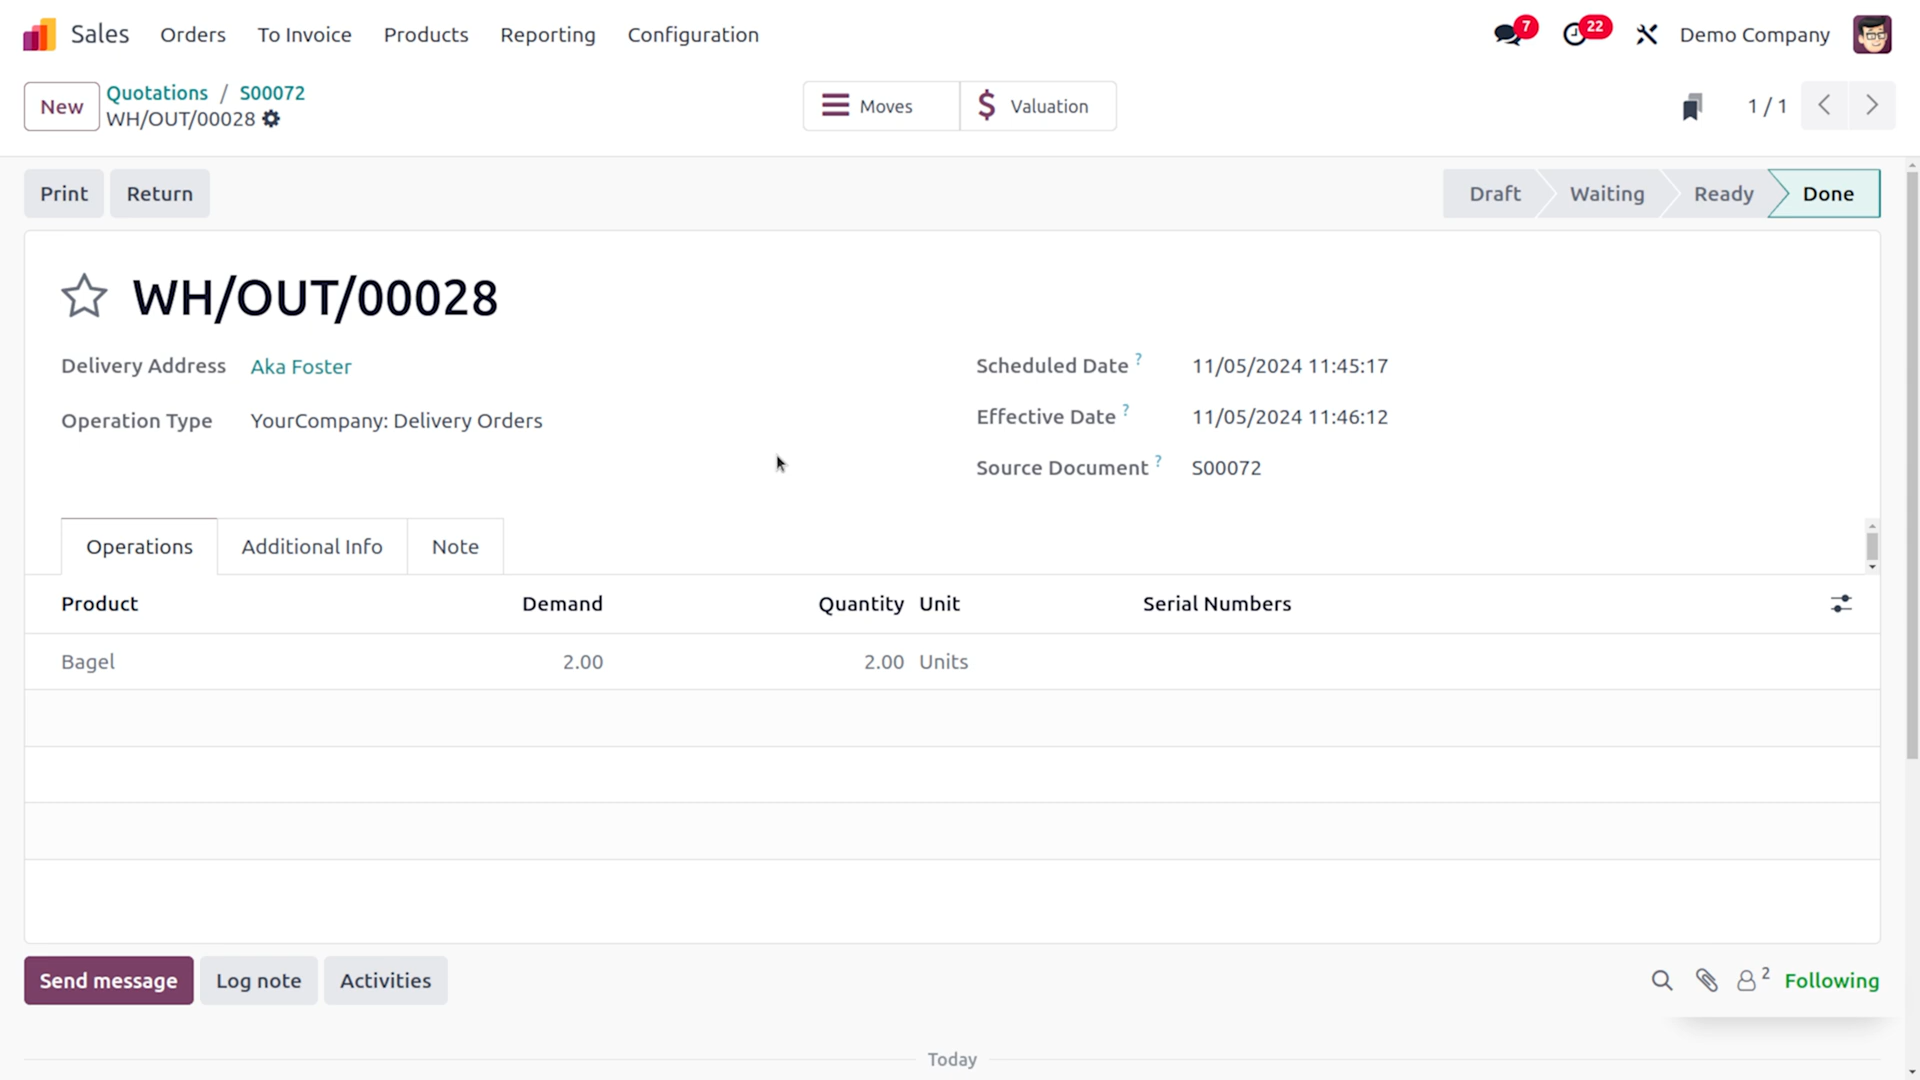 Sales Orders To Invoice Products Reporting Configuration 7 22 Demo Company
New Quotations / S00072 Moves Valuation 1 / 1
WH/OUT/00028
Print Return Draft Waiting Ready Done
WH/OUT/00028
Delivery Address Aka Foster Scheduled Date ? 11/05/2024 11:45:17
Operation Type YourCompany: Delivery Orders Effective Date ? 11/05/2024 11:46:12
Source Document ? S00072
Operations Additional Info Note
Product Demand Quantity Unit Serial Numbers
Bagel 2.00 2.00 Units
Send message Log note Activities 2 Following
Today